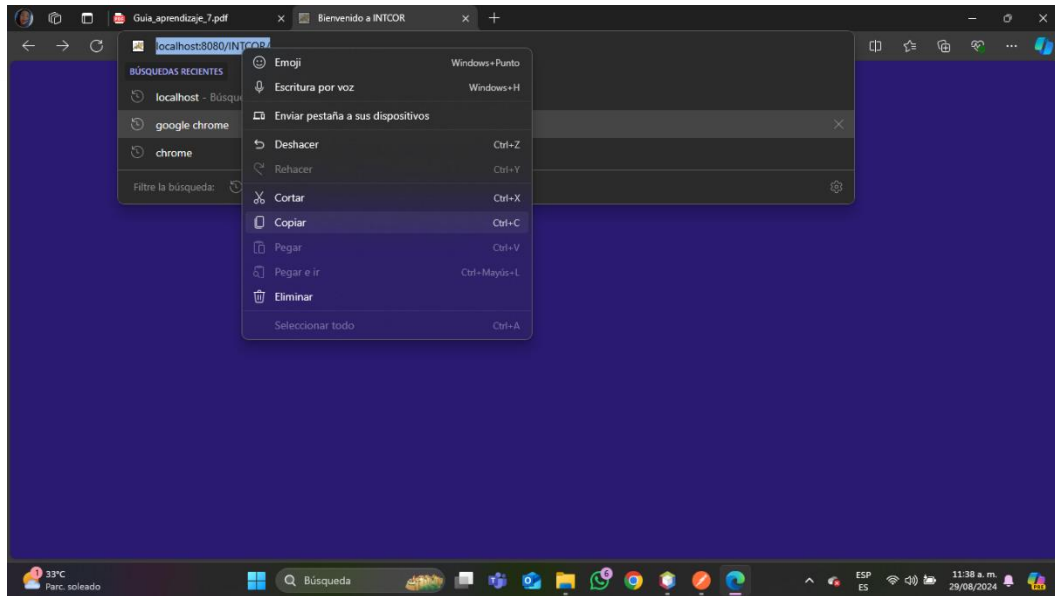 Guia_aprendizaje_7.pdf
Bienvenido a INTCOR
localhost:8080/INTCOR/
BÚSQUEDAS RECIENTES
localhost - Búsqu
google chrome
chrome
Filtre la búsqueda:
Emoji Windows+Punto
Escritura por voz Windows+H
Enviar pestaña a sus dispositivos
Deshacer Ctrl+Z
Rehacer Ctrl+Y
Cortar Ctrl+X
Copiar Ctrl+C
Pegar Ctrl+V
Pegar e ir Ctrl+Mayús+L
Eliminar
Seleccionar todo Ctrl+A
1
33°C
Parc. soleado
Búsqueda
6
ESP
ES
11:38 a. m.
29/08/2024